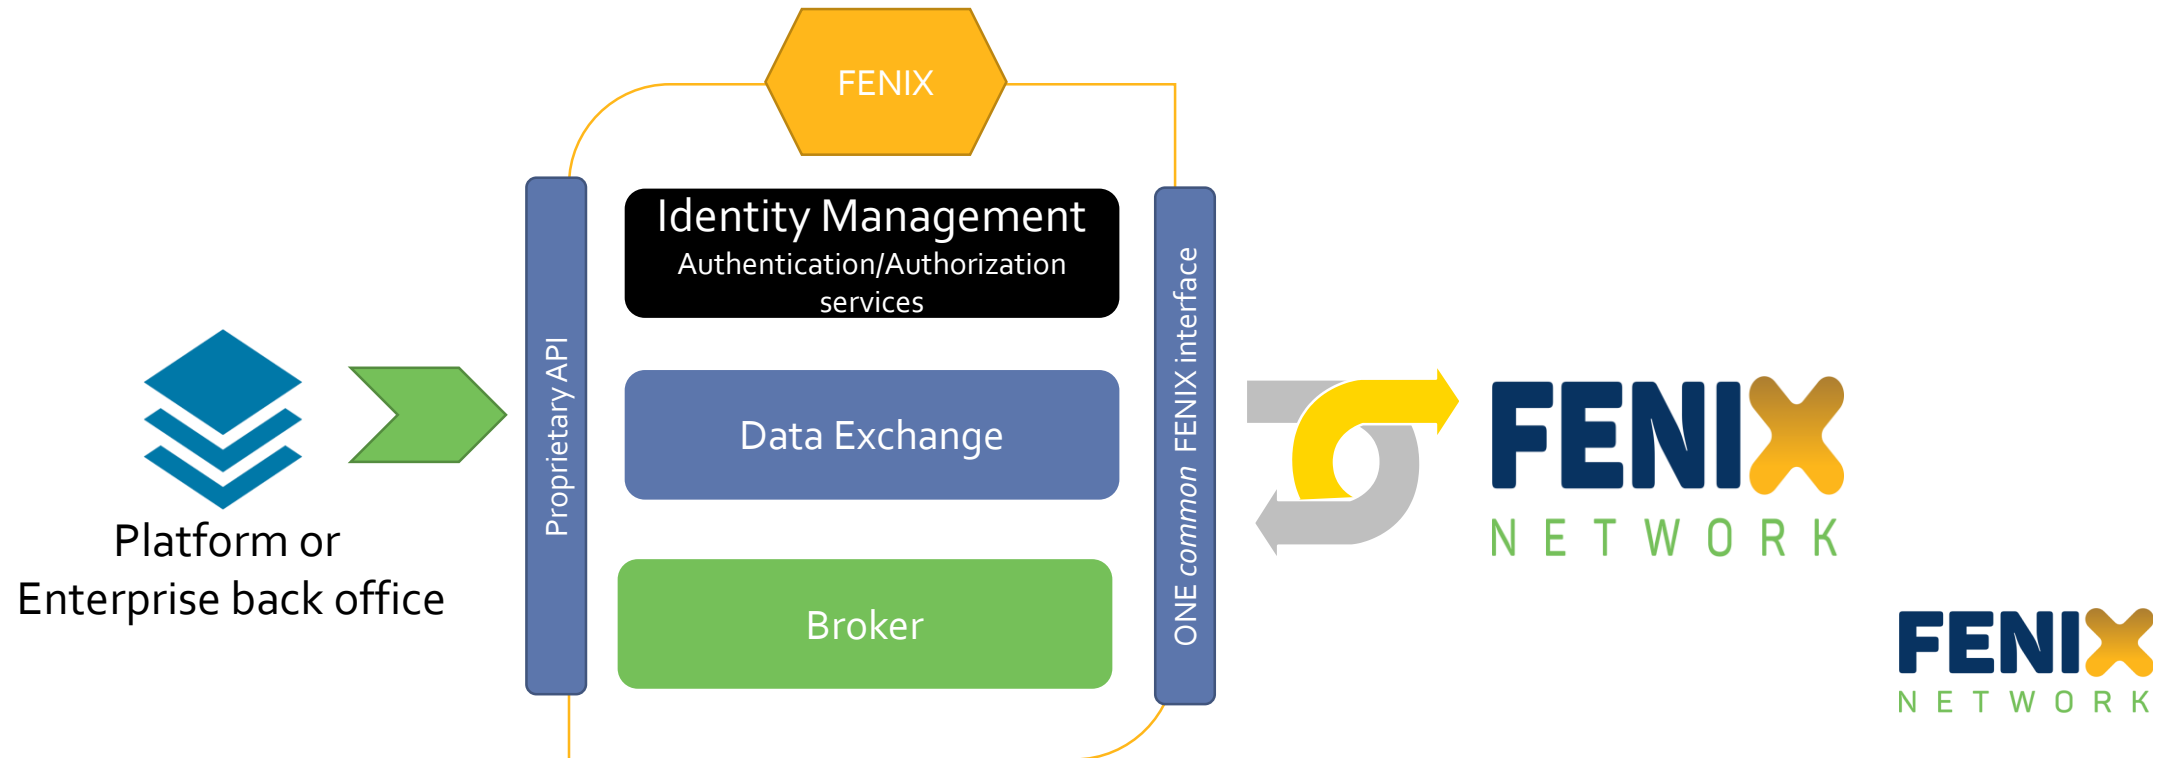 FENIX
Identity Management
Authentication/Authorization
services
Data Exchange
Broker
Proprietary API
ONE common FENIX interface
Platform or
Enterprise back office
FENIX
NETWORK
FENIX
NETWORK